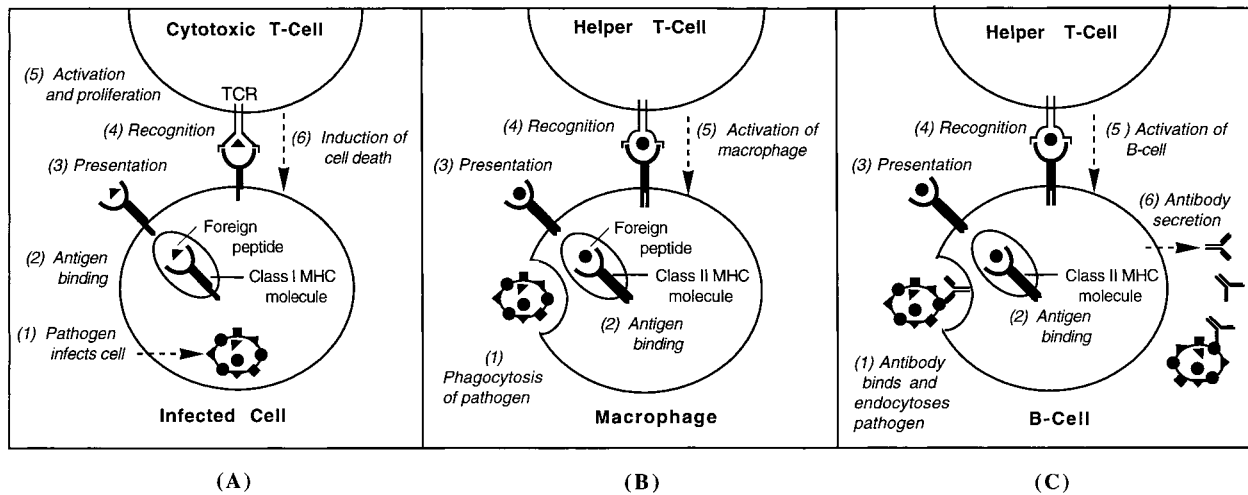 Cytotoxic T-Cell
(5) Activation
and proliferation
TCR
(4) Recognition
(6) Induction of
cell death
(3) Presentation
Foreign
peptide
(2) Antigen
binding
Class I MHC
molecule
(1) Pathogen
infects cell
Infected Cell
(A)
Helper T-Cell
(4) Recognition
(5) Activation of
macrophage
(3) Presentation
Foreign
peptide
Class II MHC
molecule
(2) Antigen
binding
(1)
Phagocytosis
of pathogen
Macrophage
(B)
Helper T-Cell
(4) Recognition
(5 ) Activation of
B-cell
(3) Presentation
(6) Antibody
secretion
Class II MHC
molecule
(2) Antigen
binding
(1) Antibody
binds and
endocytoses
pathogen
B-Cell
(C)